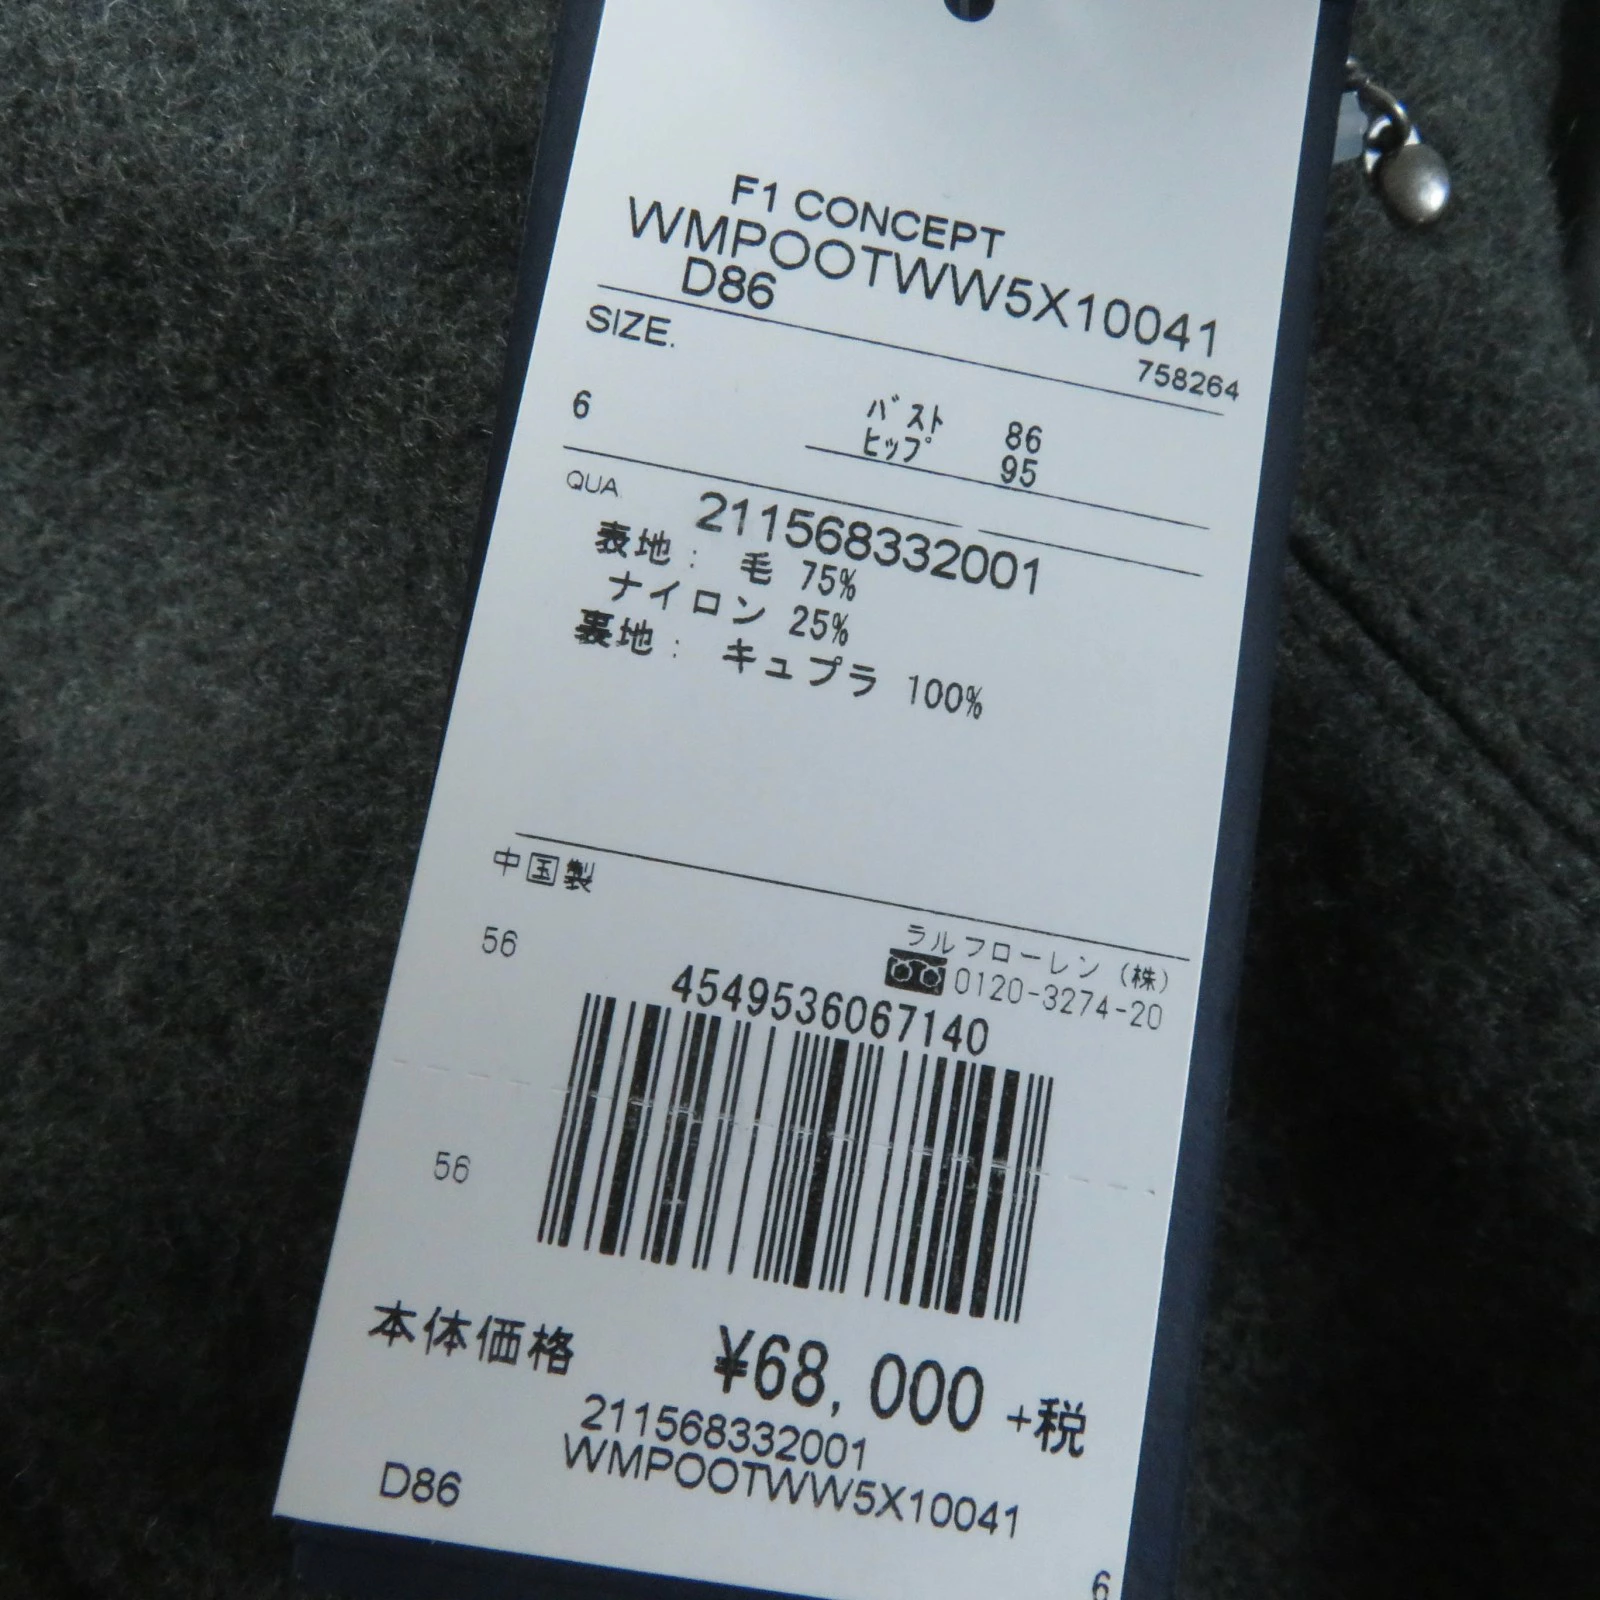 F1 CONCEPT
WMPOOTWW5X10041
D86
758264
SIZE.
6 バスト 86
ヒップ 95
QUA 211568332001
表地: 毛 75%
ナイロン 25%
裏地: キュプラ 100%
中国製
ラルフローレン(株)
56 0120-3274-20
4549536067140
56
本体価格 ¥68,000 +税
211568332001
WMPOOTWW5X10041
D86
6